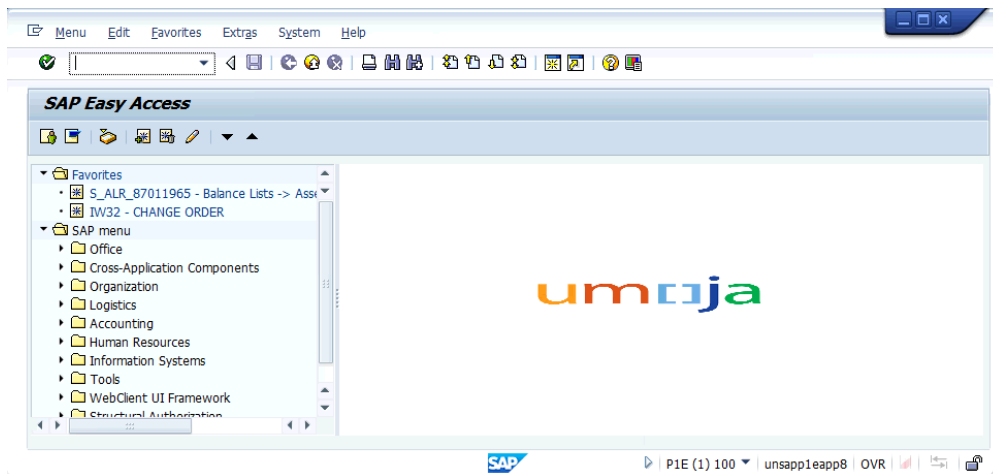 Menu Edit Favorites Extras System Help
SAP Easy Access
Favorites
S_ALR_87011965 - Balance Lists -> Asse
IW32 - CHANGE ORDER
SAP menu
Office
Cross-Application Components
Organization
Logistics
Accounting
Human Resources
Information Systems
Tools
WebClient UI Framework
Structural Authorization
umoja
SAP P1E (1) 100 unsapp1eapp8 OVR